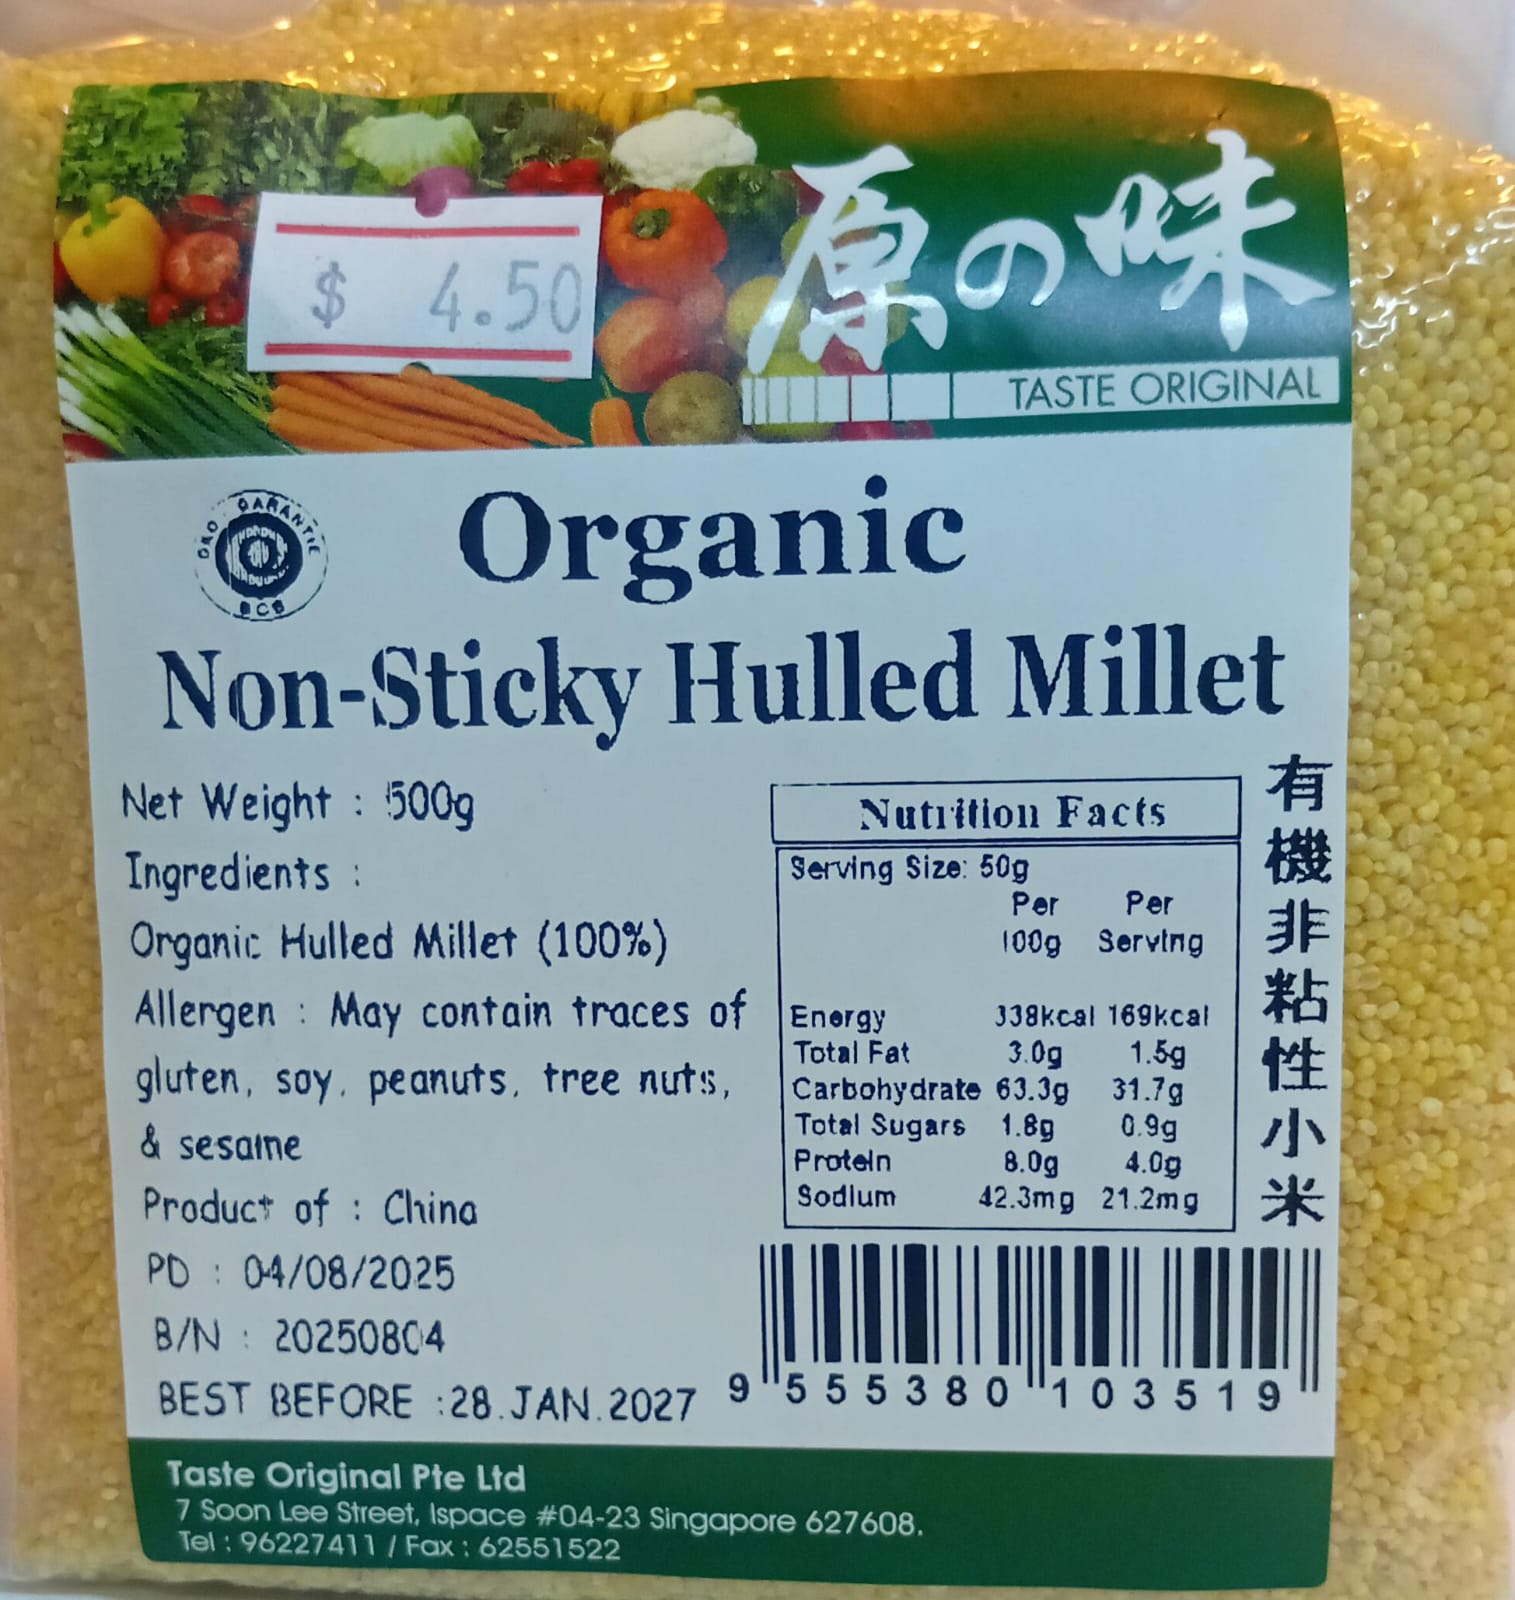 原の味
TASTE ORIGINAL
$ 4.50
OKO GARANTIE
BCS
Organic
Non-Sticky Hulled Millet
有機非粘性小米
Net Weight : 500g
Ingredients :
Organic Hulled Millet (100%)
Allergen : May contain traces of
gluten, soy, peanuts, tree nuts,
& sesame
Product of : China
PD : 04/08/2025
B/N : 20250804
BEST BEFORE :28.JAN.2027
Nutrition Facts
Serving Size: 50g
Per Per
100g Serving
Energy 338kcal 169kcal
Total Fat 3.0g 1.5g
Carbohydrate 63.3g 31.7g
Total Sugars 1.8g 0.9g
Protein 8.0g 4.0g
Sodium 42.3mg 21.2mg
9 555380 103519
Taste Original Pte Ltd
7 Soon Lee Street, Ispace #04-23 Singapore 627608.
Tel : 96227411 / Fax : 62551522